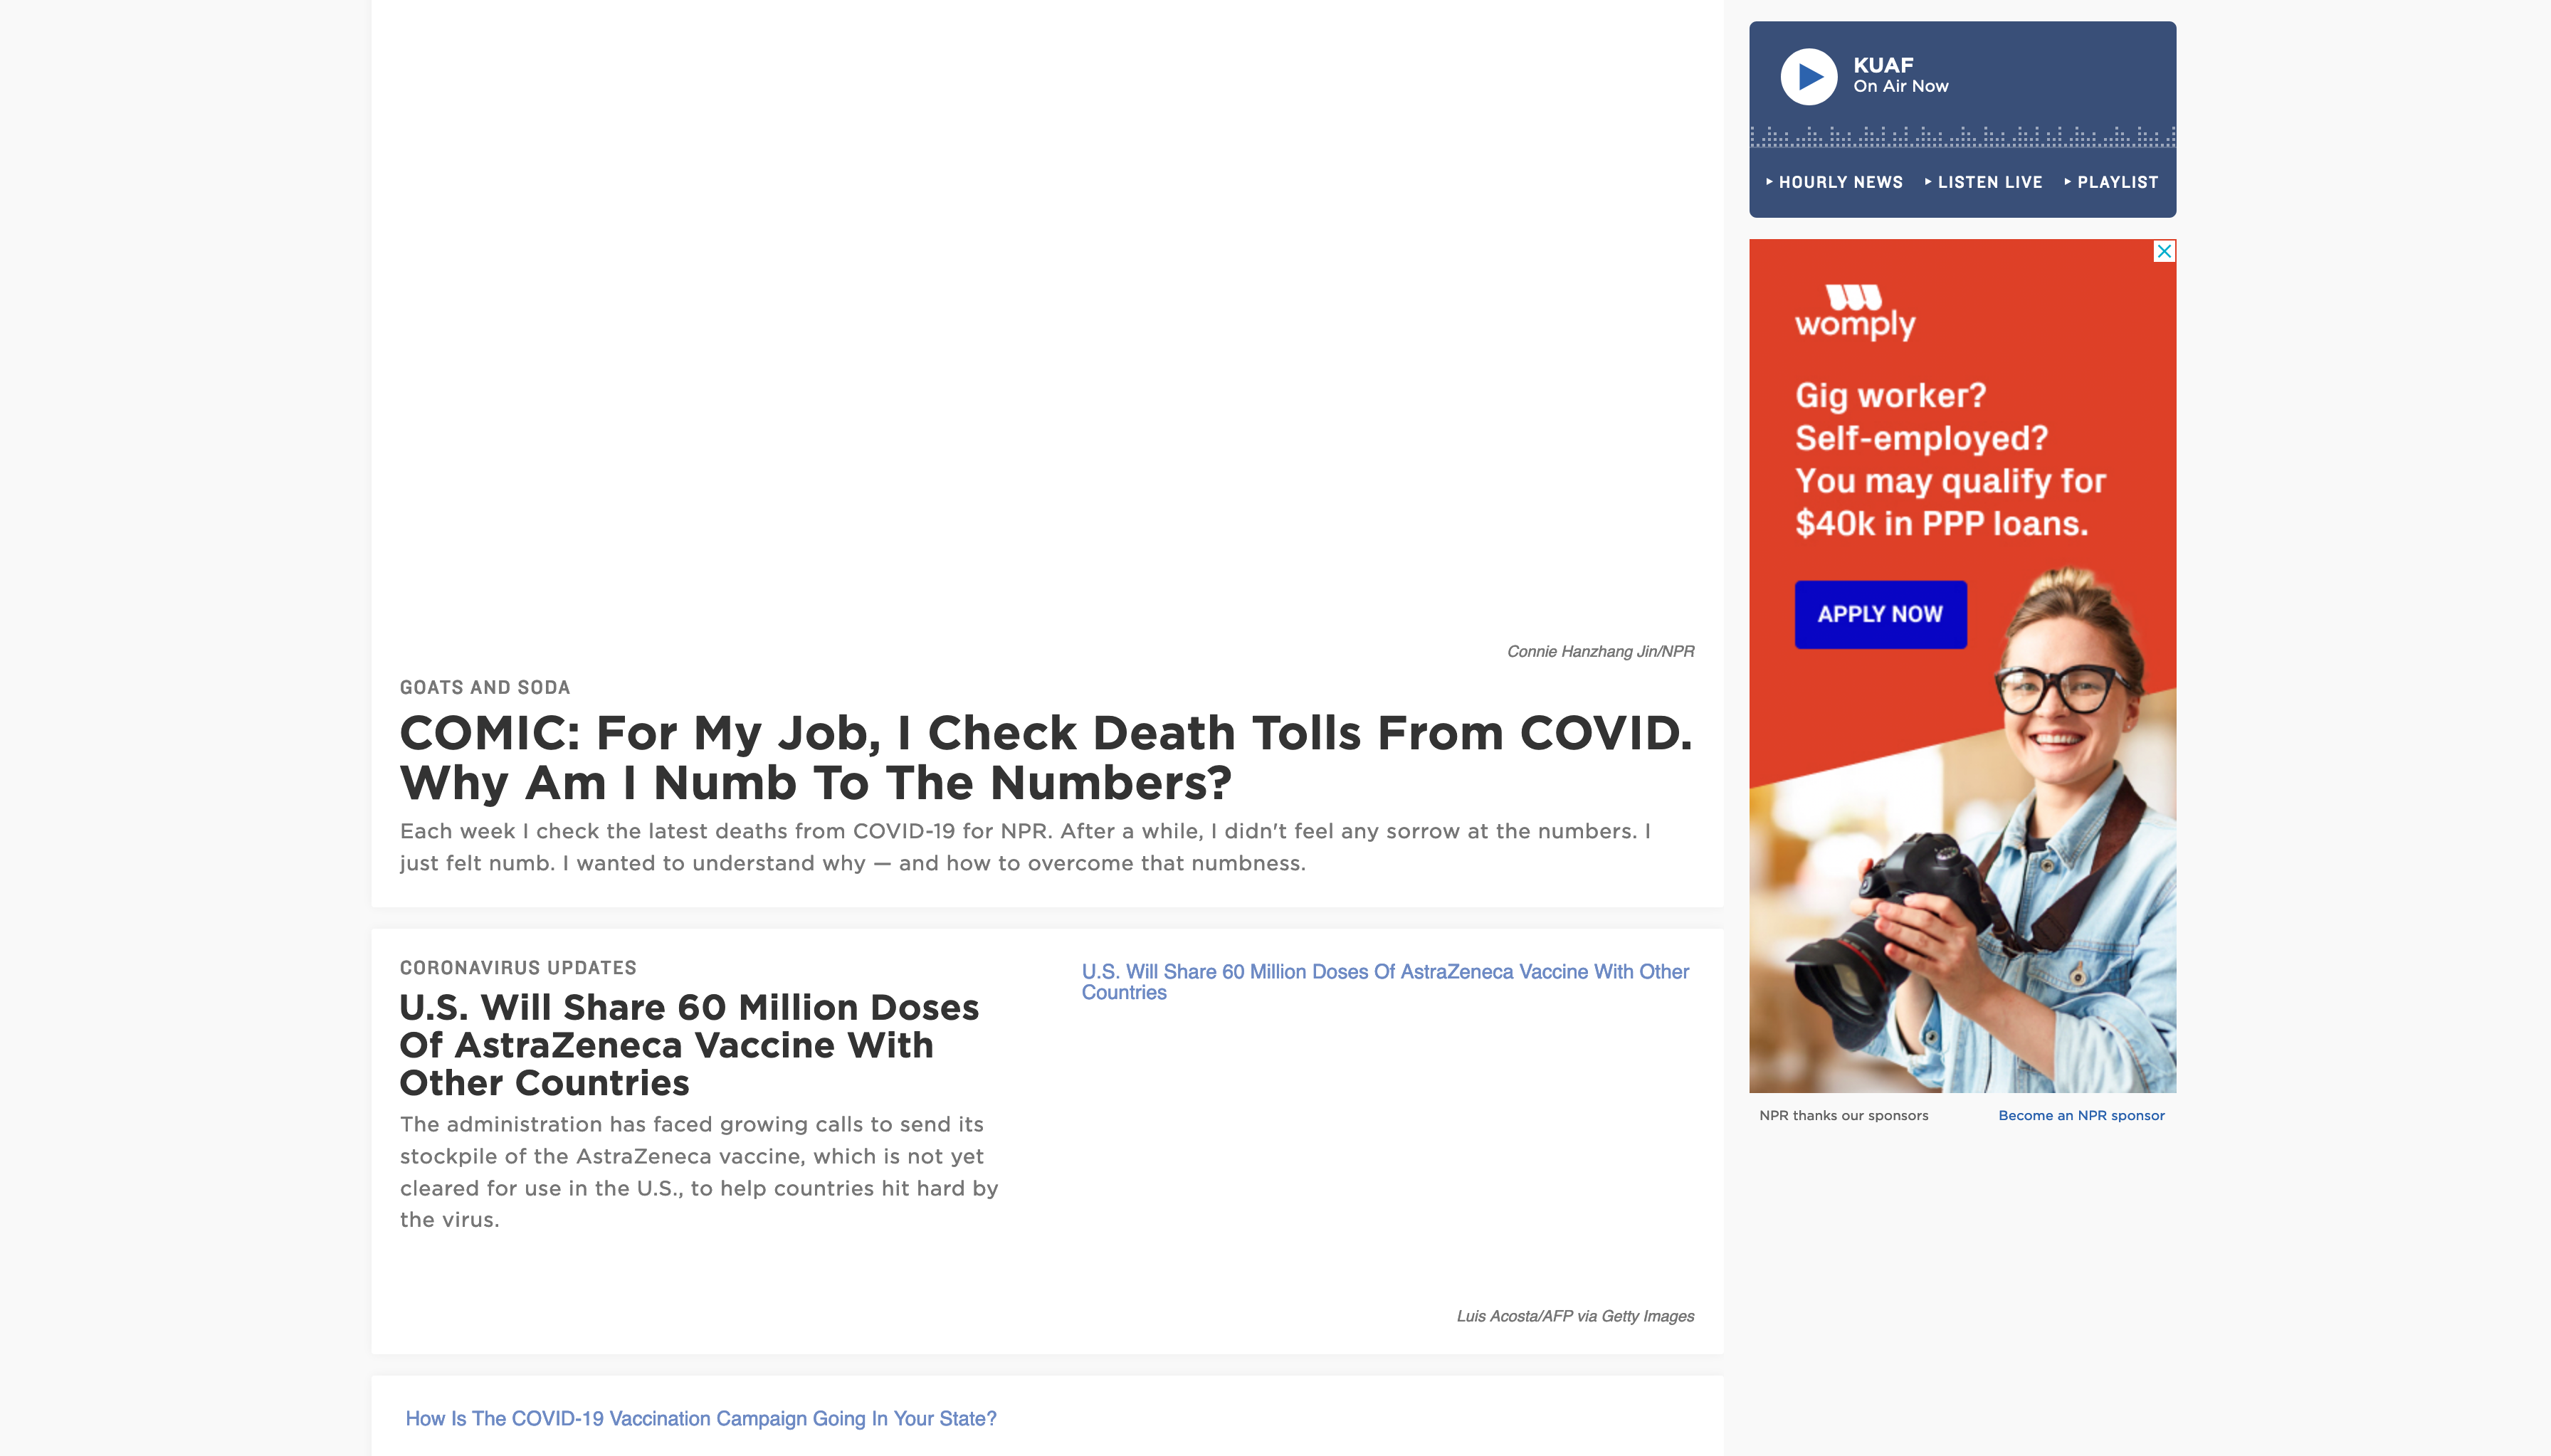 Connie Hanzhang Jin/NPR
GOATS AND SODA
COMIC: For My Job, I Check Death Tolls From COVID.
Why Am I Numb To The Numbers?
Each week I check the latest deaths from COVID-19 for NPR. After a while, I didn't feel any sorrow at the numbers. I
just felt numb. I wanted to understand why — and how to overcome that numbness.
CORONAVIRUS UPDATES
U.S. Will Share 60 Million Doses
Of AstraZeneca Vaccine With
Other Countries
The administration has faced growing calls to send its
stockpile of the AstraZeneca vaccine, which is not yet
cleared for use in the U.S., to help countries hit hard by
the virus.
U.S. Will Share 60 Million Doses Of AstraZeneca Vaccine With Other
Countries
Luis Acosta/AFP via Getty Images
How Is The COVID-19 Vaccination Campaign Going In Your State?
KUAF
On Air Now
HOURLY NEWS
LISTEN LIVE
PLAYLIST
womply
Gig worker?
Self-employed?
You may qualify for
$40k in PPP loans.
APPLY NOW
NPR thanks our sponsors
Become an NPR sponsor